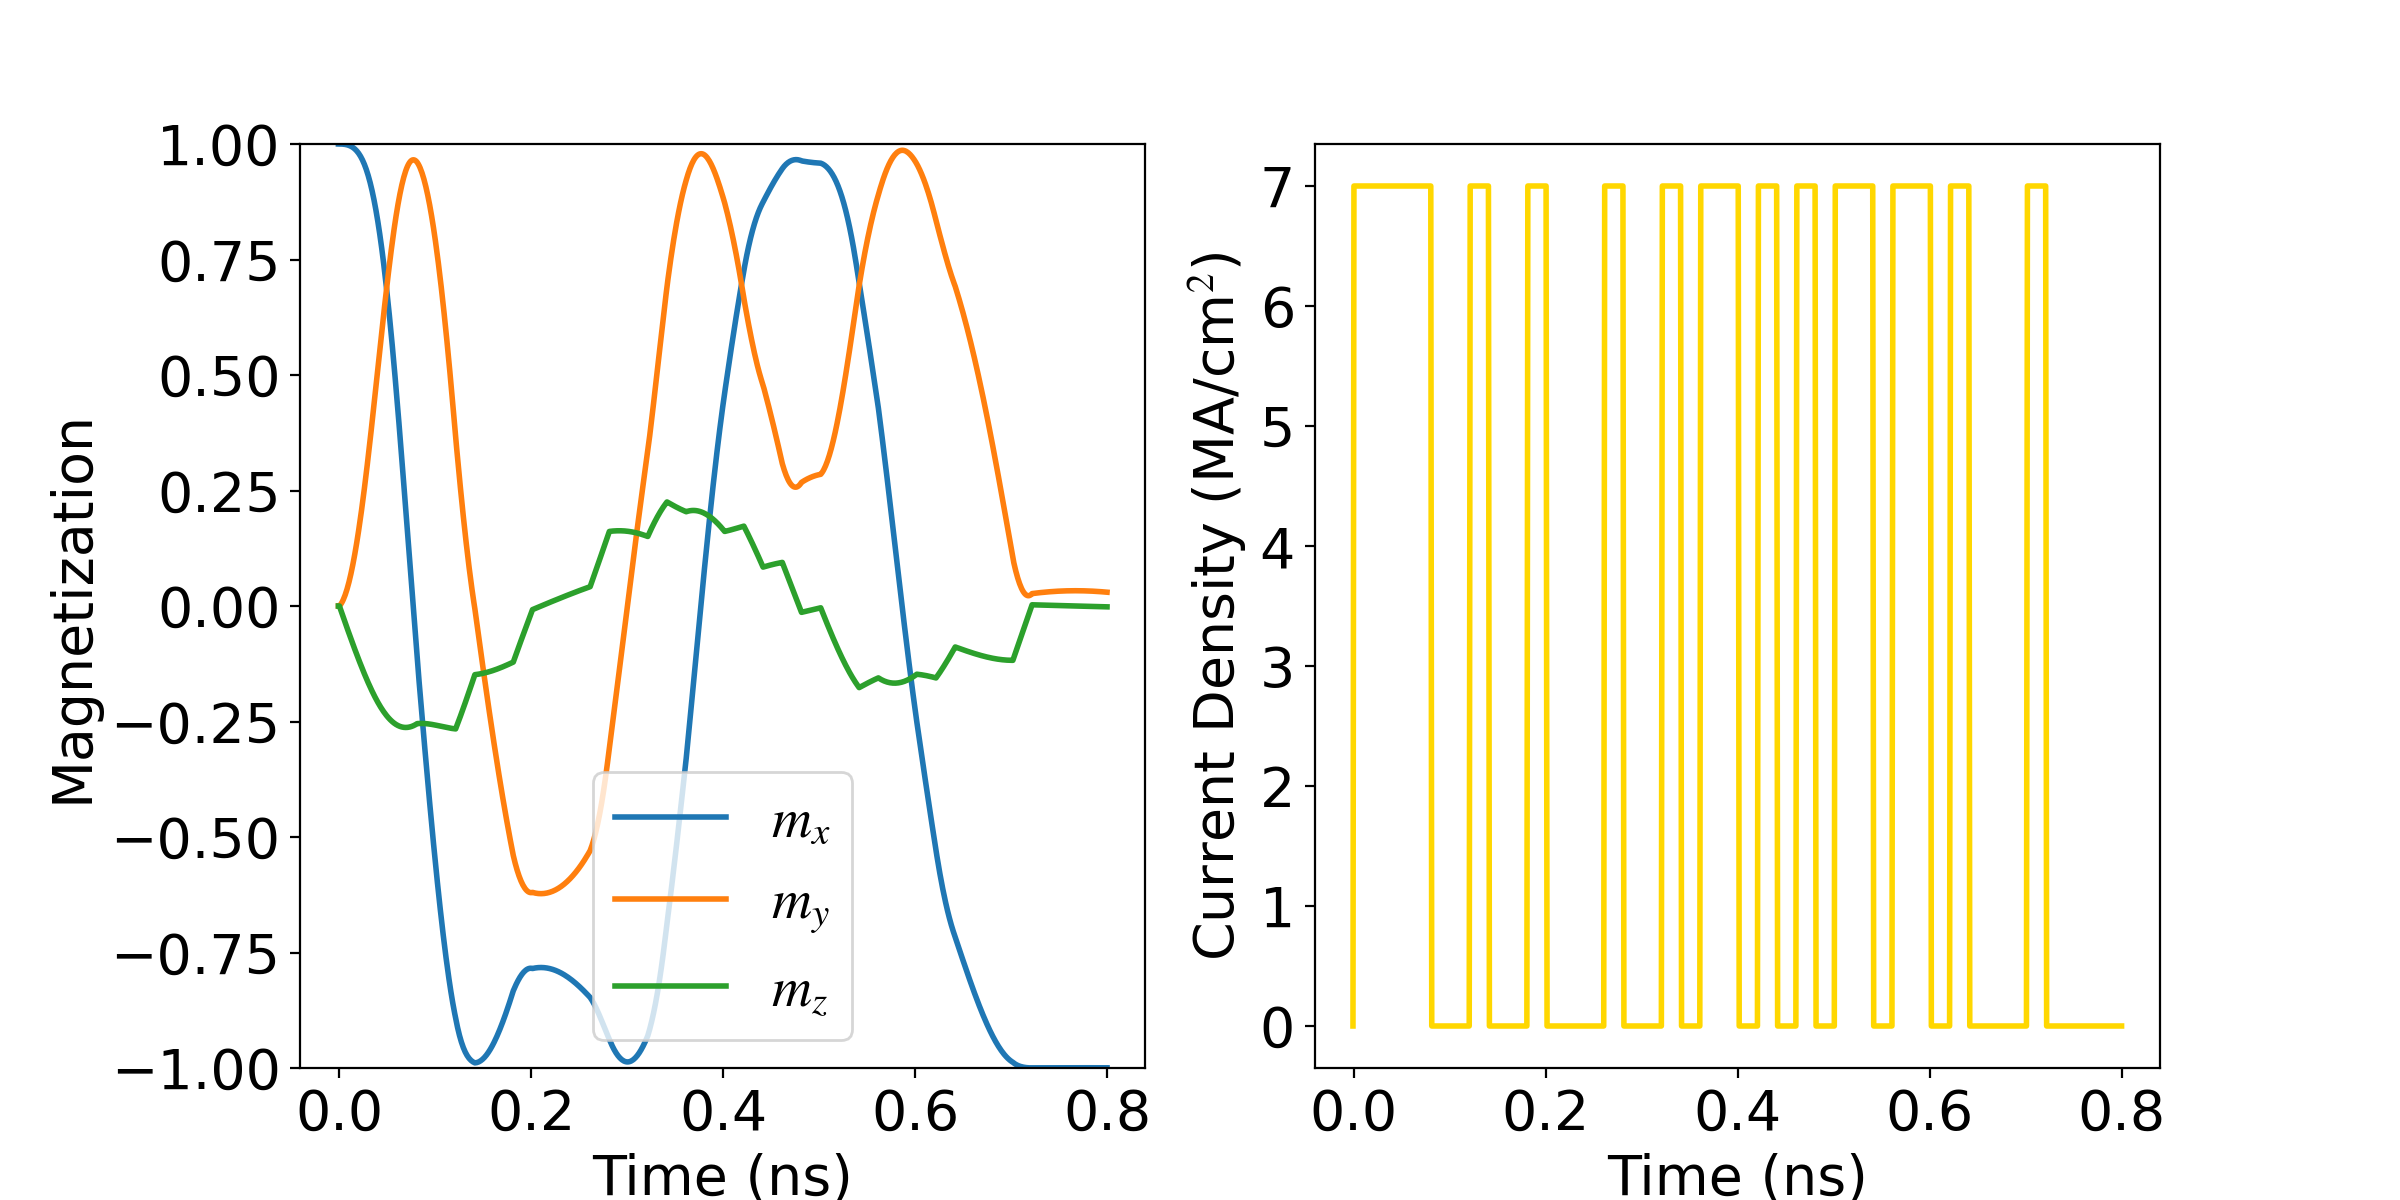 1.00
0.75
0.50
0.25
0.00
−0.25
−0.50
−0.75
−1.00
Magnetization
0.0 0.2 0.4 0.6 0.8
Time (ns)
m_x
m_y
m_z
7
6
5
4
3
2
1
0
Current Density (MA/cm²)
0.0 0.2 0.4 0.6 0.8
Time (ns)